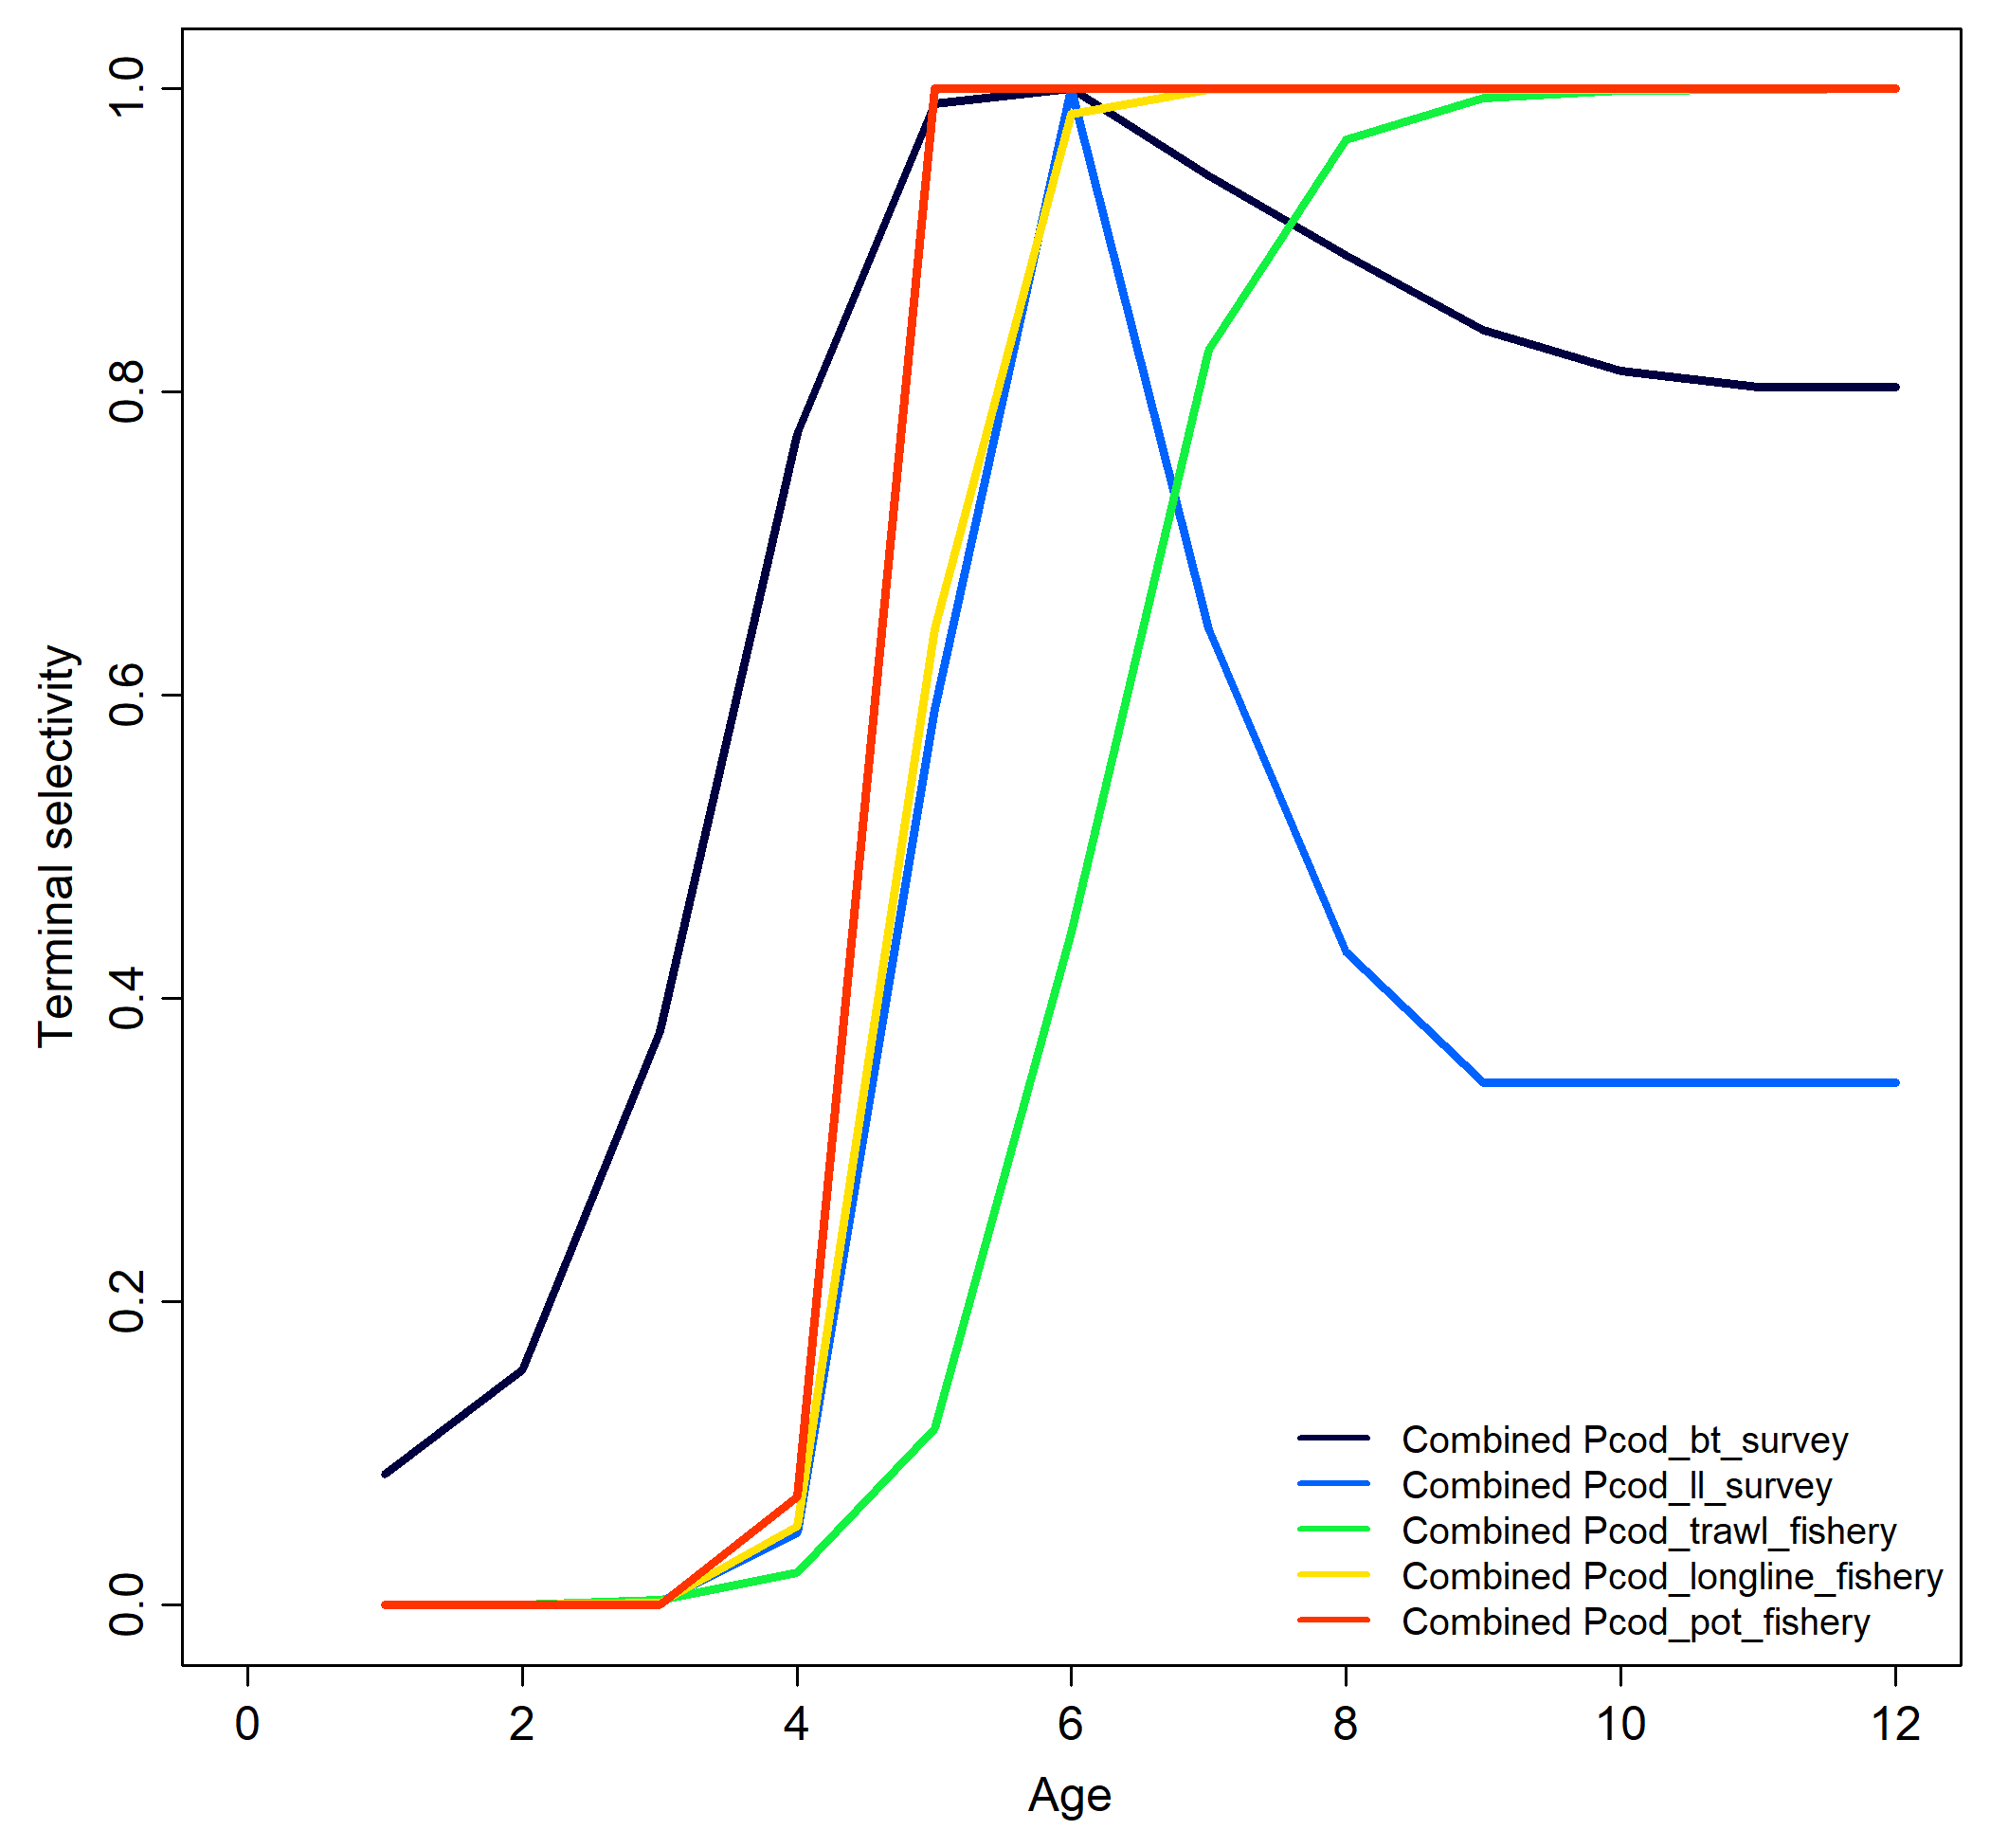 Terminal selectivity
1.0
0.8
0.6
0.4
0.2
0.0
Combined Pcod_bt_survey
Combined Pcod_ll_survey
Combined Pcod_trawl_fishery
Combined Pcod_longline_fishery
Combined Pcod_pot_fishery
0 2 4 6 8 10 12
Age